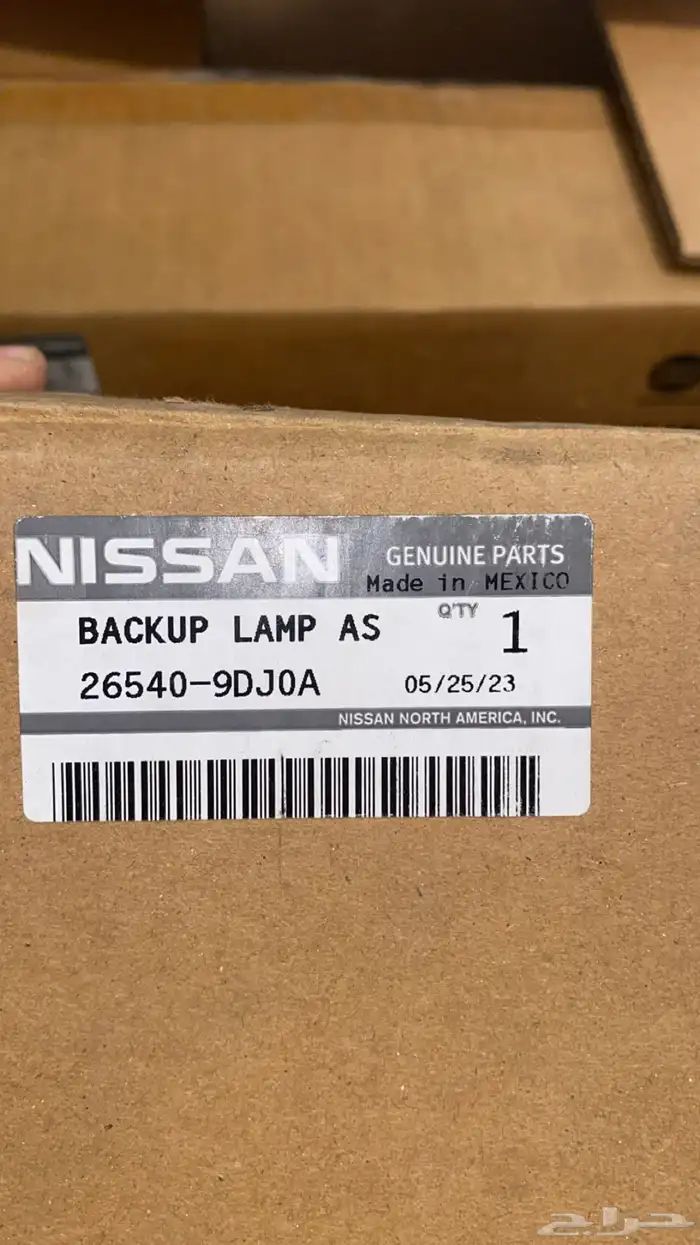 NISSAN GENUINE PARTS
Made in MEXICO
BACKUP LAMP AS Q'TY 1
26540-9DJ0A 05/25/23
NISSAN NORTH AMERICA, INC.
حراج